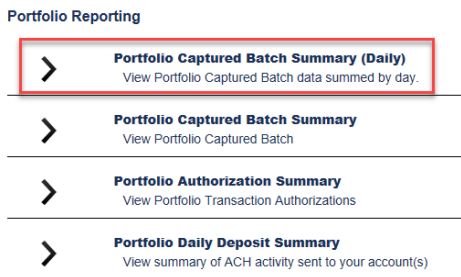 Portfolio Reporting
Portfolio Captured Batch Summary (Daily)
View Portfolio Captured Batch data summed by day.
Portfolio Captured Batch Summary
View Portfolio Captured Batch
Portfolio Authorization Summary
View Portfolio Transaction Authorizations
Portfolio Daily Deposit Summary
View summary of ACH activity sent to your account(s)